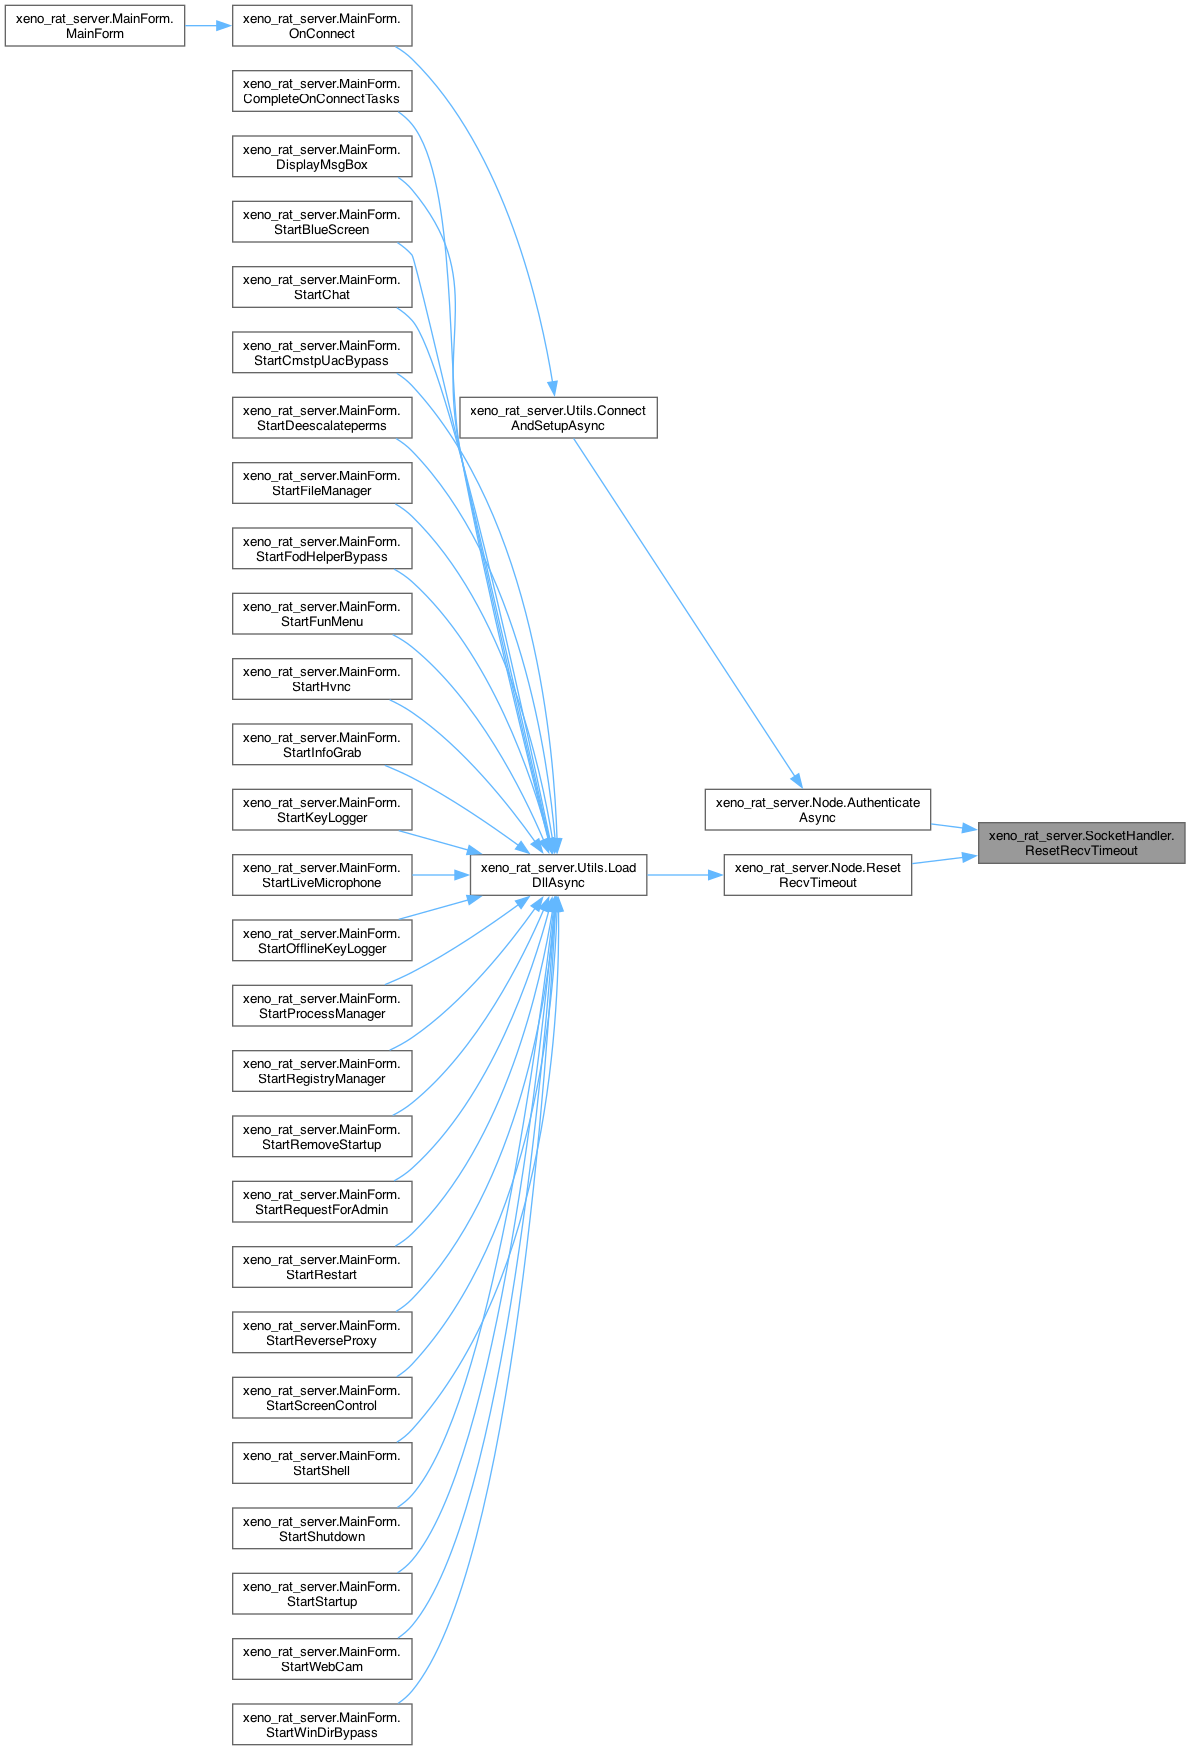 xeno_rat_server.MainForm.
MainForm
xeno_rat_server.MainForm.
OnConnect
xeno_rat_server.MainForm.
CompleteOnConnectTasks
xeno_rat_server.MainForm.
DisplayMsgBox
xeno_rat_server.MainForm.
StartBlueScreen
xeno_rat_server.MainForm.
StartChat
xeno_rat_server.MainForm.
StartCmstpUacBypass
xeno_rat_server.MainForm.
StartDeescalateperms
xeno_rat_server.MainForm.
StartFileManager
xeno_rat_server.MainForm.
StartFodHelperBypass
xeno_rat_server.MainForm.
StartFunMenu
xeno_rat_server.MainForm.
StartHvnc
xeno_rat_server.MainForm.
StartInfoGrab
xeno_rat_server.MainForm.
StartKeyLogger
xeno_rat_server.MainForm.
StartLiveMicrophone
xeno_rat_server.MainForm.
StartOfflineKeyLogger
xeno_rat_server.MainForm.
StartProcessManager
xeno_rat_server.MainForm.
StartRegistryManager
xeno_rat_server.MainForm.
StartRemoveStartup
xeno_rat_server.MainForm.
StartRequestForAdmin
xeno_rat_server.MainForm.
StartRestart
xeno_rat_server.MainForm.
StartReverseProxy
xeno_rat_server.MainForm.
StartScreenControl
xeno_rat_server.MainForm.
StartShell
xeno_rat_server.MainForm.
StartShutdown
xeno_rat_server.MainForm.
StartStartup
xeno_rat_server.MainForm.
StartWebCam
xeno_rat_server.MainForm.
StartWinDirBypass
xeno_rat_server.Utils.Connect
AndSetupAsync
xeno_rat_server.Utils.Load
DllAsync
xeno_rat_server.Node.Authenticate
Async
xeno_rat_server.Node.Reset
RecvTimeout
xeno_rat_server.SocketHandler.
ResetRecvTimeout